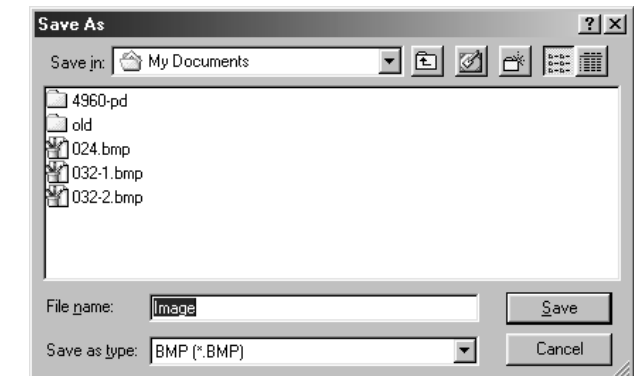 Save As
Save in: My Documents
4960-pd
old
024.bmp
032-1.bmp
032-2.bmp
File name: Image Save
Save as type: BMP (*.BMP) Cancel